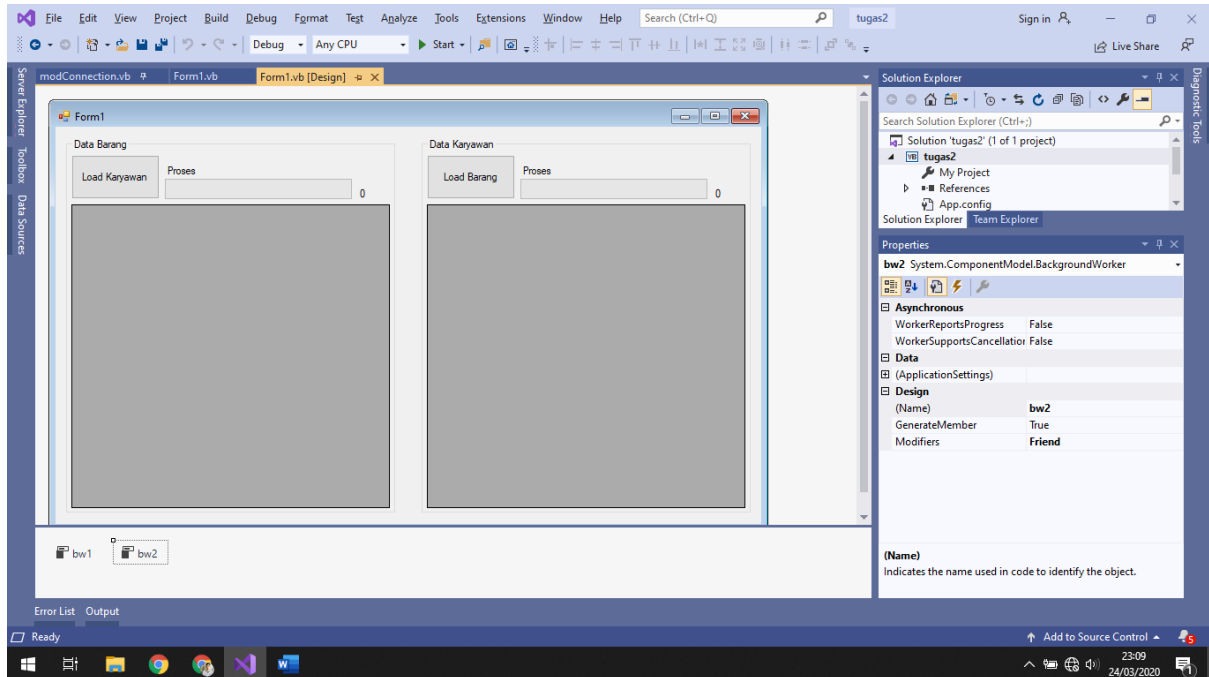 File Edit View Project Build Debug Format Test Analyze Tools Extensions Window Help Search (Ctrl+Q) tugas2 Sign in
Debug Any CPU Start Live Share
Server Explorer
Toolbox
Data Sources
modConnection.vb Form1.vb Form1.vb [Design]
Form1
Data Barang
Load Karyawan
Proses
0
Data Karyawan
Load Barang
Proses
0
bw1 bw2
Solution Explorer
Search Solution Explorer (Ctrl+;)
Solution 'tugas2' (1 of 1 project)
VB tugas2
My Project
References
App.config
Solution Explorer Team Explorer
Properties
bw2 System.ComponentModel.BackgroundWorker
Asynchronous
WorkerReportsProgress False
WorkerSupportsCancellation False
Data
(ApplicationSettings)
Design
(Name) bw2
GenerateMember True
Modifiers Friend
(Name)
Indicates the name used in code to identify the object.
Diagnostic Tools
Error List Output
Ready Add to Source Control 5
23:09
24/03/2020
1